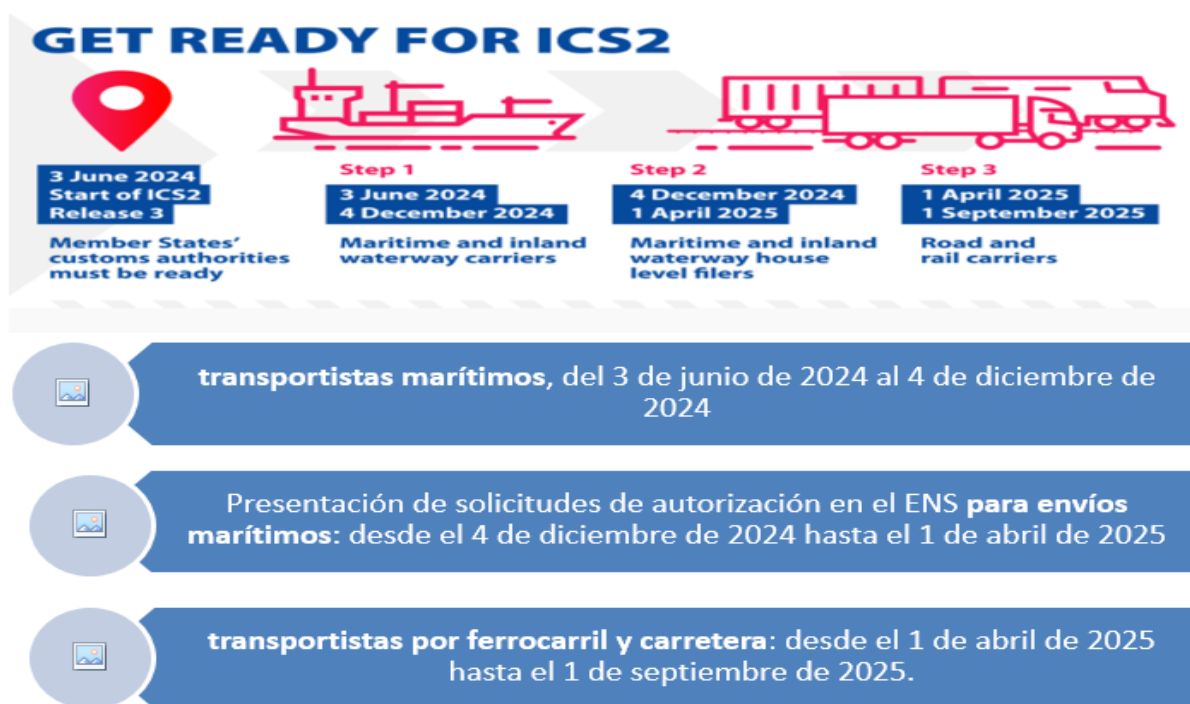 GET READY FOR ICS2
3 June 2024
Start of ICS2
Release 3
Member States'
customs authorities
must be ready
Step 1
3 June 2024
4 December 2024
Maritime and inland
waterway carriers
Step 2
4 December 2024
1 April 2025
Maritime and inland
waterway house
level filers
Step 3
1 April 2025
1 September 2025
Road and
rail carriers
transportistas marítimos, del 3 de junio de 2024 al 4 de diciembre de
2024
Presentación de solicitudes de autorización en el ENS para envíos
marítimos: desde el 4 de diciembre de 2024 hasta el 1 de abril de 2025
transportistas por ferrocarril y carretera: desde el 1 de abril de 2025
hasta el 1 de septiembre de 2025.